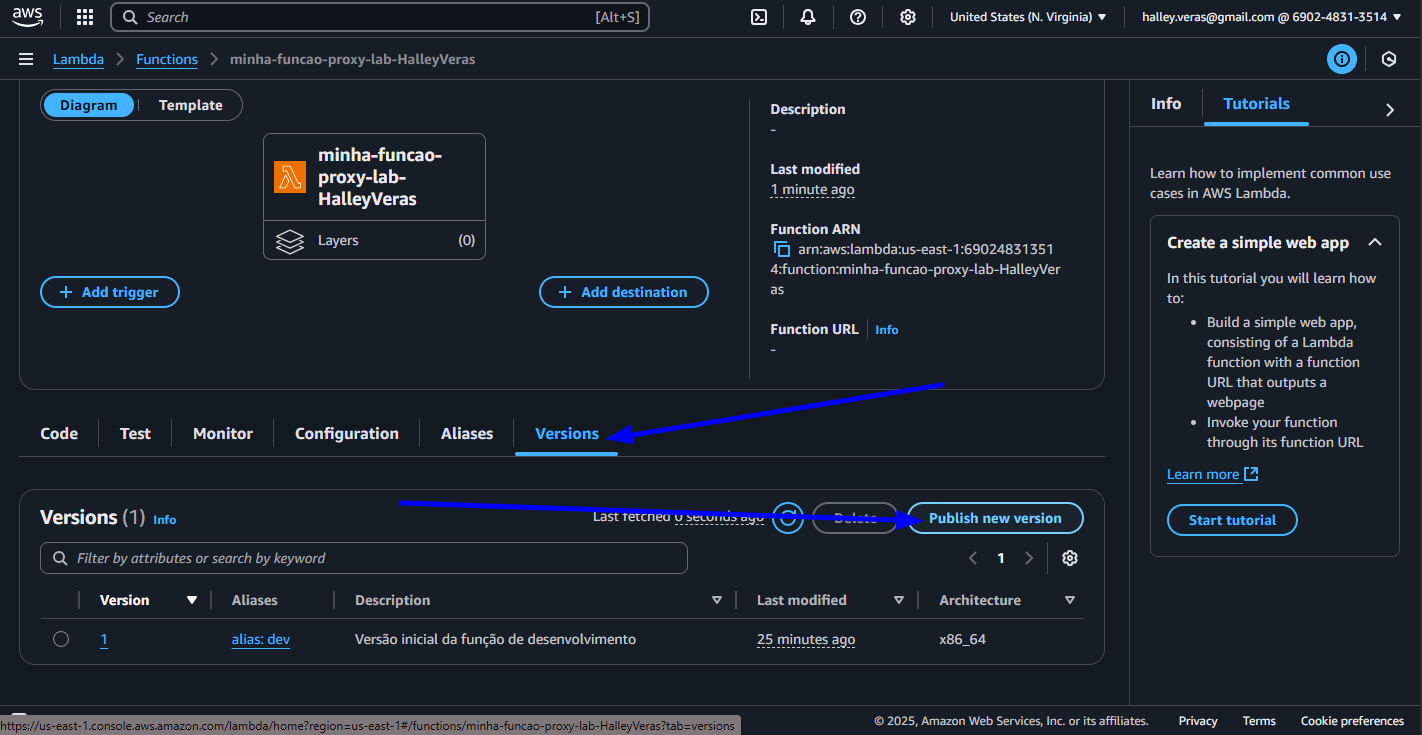 aws
Search [Alt+S]
United States (N. Virginia)
halley.veras@gmail.com @ 6902-4831-3514
Lambda
Functions
minha-funcao-proxy-lab-HalleyVeras
Diagram
Template
minha-funcao-
proxy-lab-
HalleyVeras
Layers (0)
Add trigger
Add destination
Description
-
Last modified
1 minute ago
Function ARN
arn:aws:lambda:us-east-1:69024831351
4:function:minha-funcao-proxy-lab-HalleyVer
as
Function URL Info
-
Info
Tutorials
Learn how to implement common use
cases in AWS Lambda.
Create a simple web app
In this tutorial you will learn how
to:
• Build a simple web app,
consisting of a Lambda
function with a function
URL that outputs a
webpage
• Invoke your function
through its function URL
Learn more
Start tutorial
Code
Test
Monitor
Configuration
Aliases
Versions
Versions (1) Info
Last fetched 0 seconds ago
Delete
Publish new version
Filter by attributes or search by keyword
1
Version
Aliases
Description
Last modified
Architecture
1
alias: dev
Versão inicial da função de desenvolvimento
25 minutes ago
x86_64
https://us-east-1.console.aws.amazon.com/lambda/home?region=us-east-1#/functions/minha-funcao-proxy-lab-HalleyVeras?tab=versions
© 2025, Amazon Web Services, Inc. or its affiliates.
Privacy
Terms
Cookie preferences